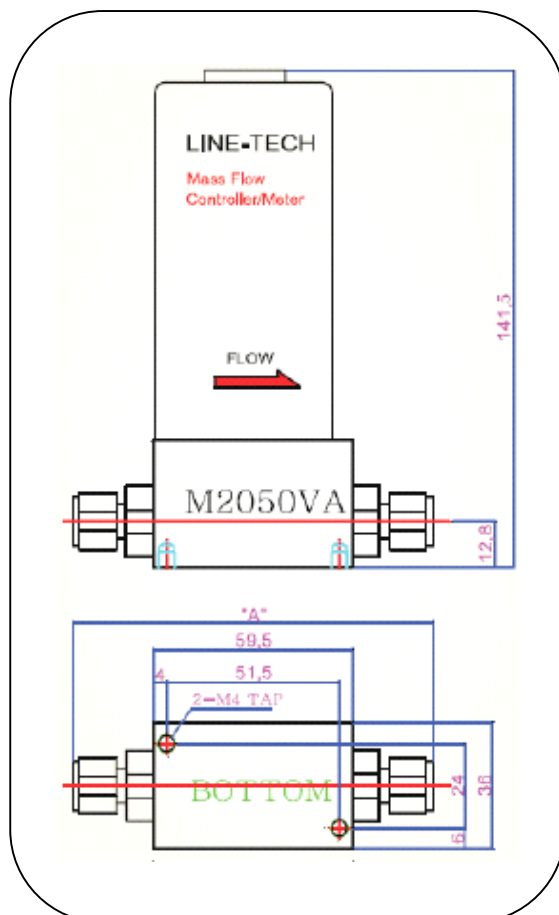 LINE-TECH
Mass Flow
Controller/Meter
141,5
FLOW
M2050VA
12,8
"A"
59,5
4
51,5
2-M4 TAP
BOTTOM
24
36
6